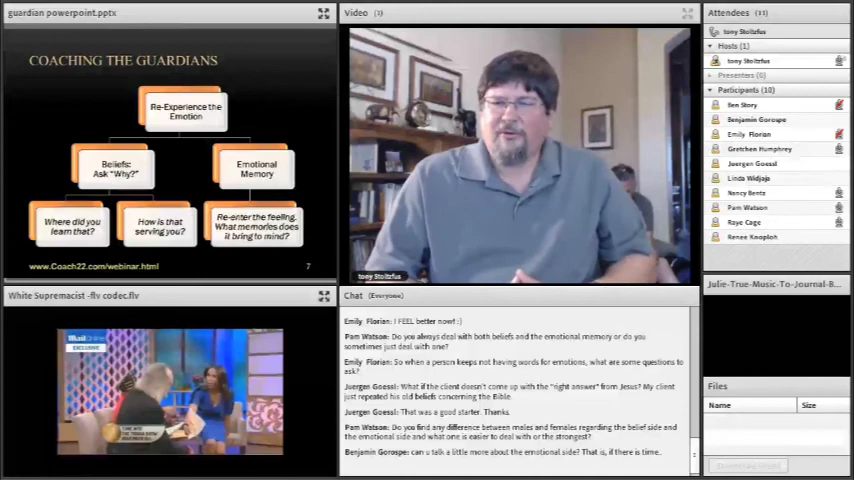 guardian powerpoint.pptx
COACHING THE GUARDIANS
Re-Experience the
Emotion
Beliefs:
Ask "Why?"
Emotional
Memory
Where did you
learn that?
How is that
serving you?
Re-enter the feeling.
What memories does
it bring to mind?
www.Coach22.com/webinar.html
7
Video (1)
tony Stoltzfus
Attendees (11)
tony Stoltzfus
Hosts (1)
tony Stoltzfus
Presenters (0)
Participants (10)
Ben Story
Benjamin Gorospe
Emily Florian
Gretchen Humphrey
Juergen Goessl
Linda Widjaja
Nancy Bentz
Pam Watson
Raye Cage
Renee Knoploh
White Supremacist -flv codec.flv
Mail Online
EXCLUSIVE
Chat (Everyone)
Emily Florian: I FEEL better now! :)
Pam Watson: Do you always deal with both beliefs and the emotional memory or do you
sometimes just deal with one?
Emily Florian: So when a person keeps not having words for emotions, what are some questions to
ask?
Juergen Goessl: What if the client doesn't come up with the "right answer" from Jesus? My client
just repeated his old beliefs concerning the Bible.
Juergen Goessl: That was a good starter. Thanks.
Pam Watson: Do you find any difference between males and females regarding the belief side and
the emotional side and what one is easier to deal with or the strongest?
Benjamin Gorospe: can u talk a little more about the emotional side? That is, if there is time..
Julie-True-Music-To-Journal-B...
Files
Name
Size